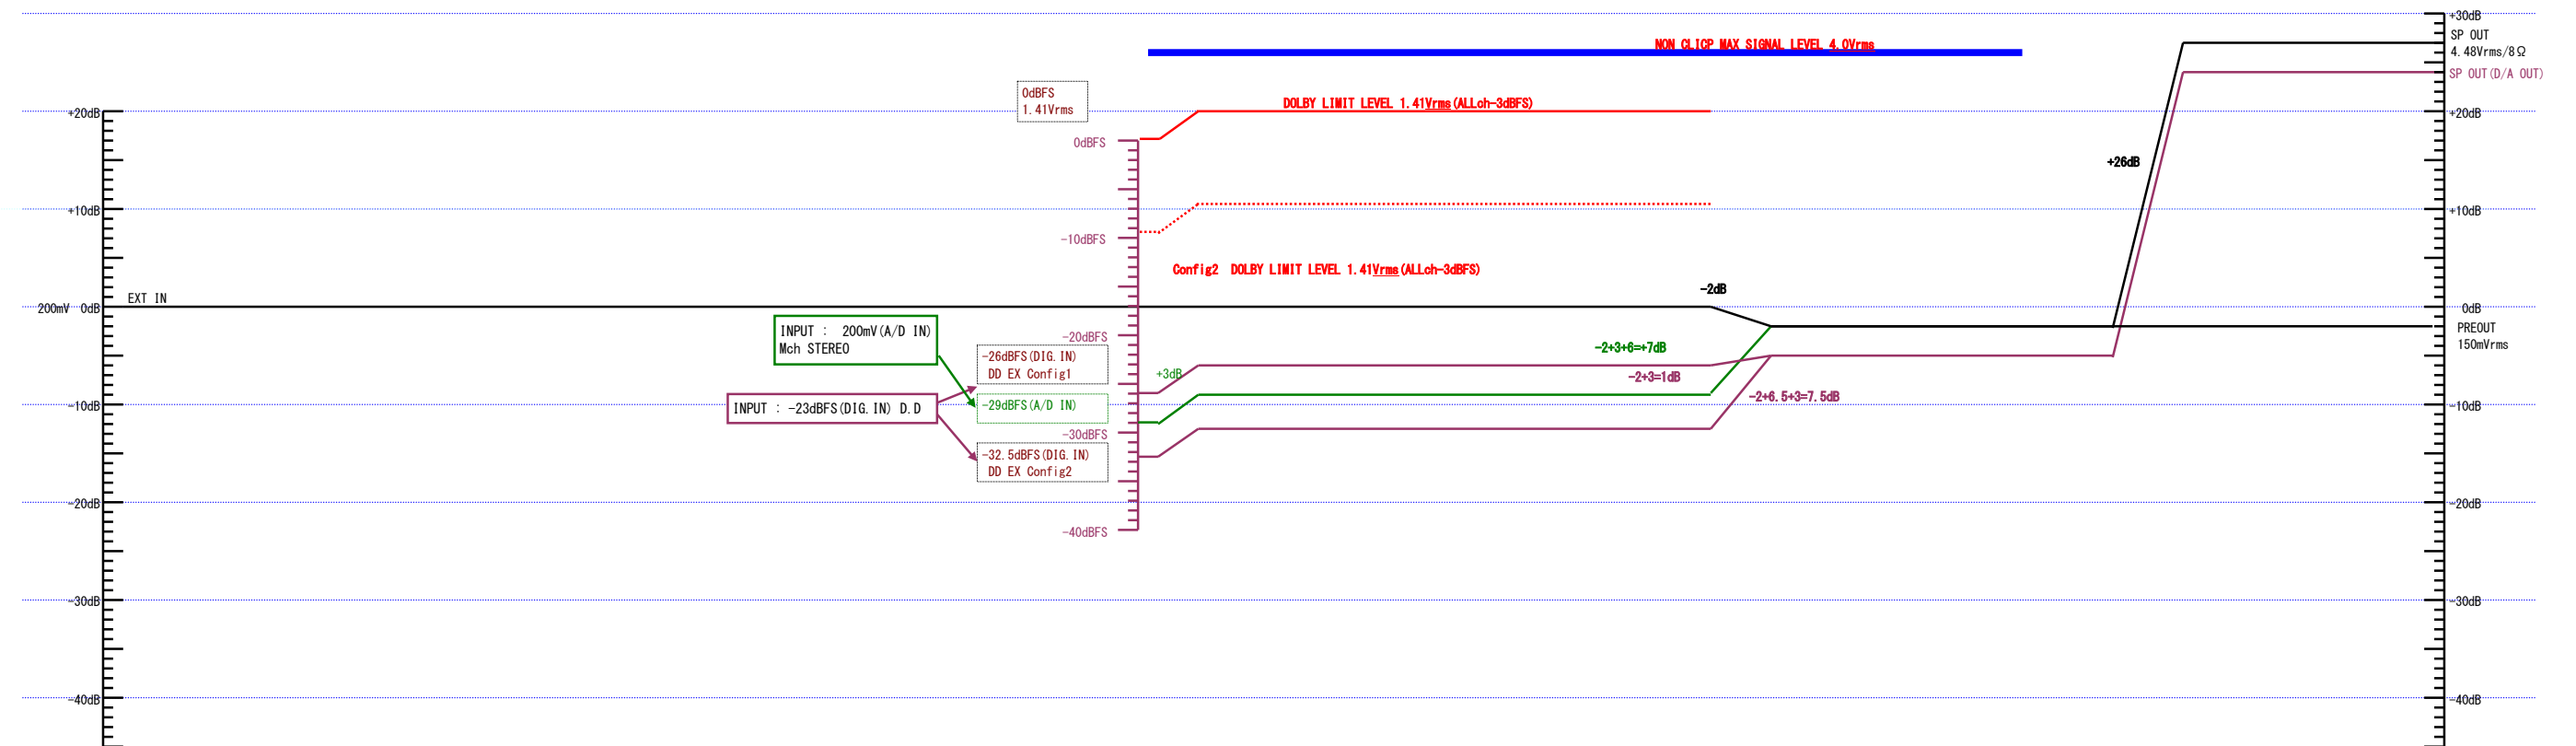 +30dB
SP OUT
NON CLICP MAX SIGNAL LEVEL 4.0Vrms
4.48Vrms/8Ω
SP OUT(D/A OUT)
0dBFS
1.41Vrms
DOLBY LIMIT LEVEL 1.41Vrms(ALLch-3dBFS)
+20dB
+20dB
0dBFS
+26dB
+10dB
+10dB
-10dBFS
Config2 DOLBY LIMIT LEVEL 1.41Vrms(ALLch-3dBFS)
-2dB
EXT IN
200mV 0dB
0dB
INPUT : 200mV(A/D IN)
Mch STEREO
-20dBFS
PREOUT
150mVrms
-26dBFS(DIG.IN)
DD EX Config1
-2+3+6=+7dB
+3dB
-2+3=1dB
-2+6.5+3=7.5dB
-10dB
INPUT : -23dBFS(DIG.IN) D.D
-29dBFS(A/D IN)
-10dB
-30dBFS
-32.5dBFS(DIG.IN)
DD EX Config2
-20dB
-20dB
-40dBFS
-30dB
-30dB
-40dB
-40dB